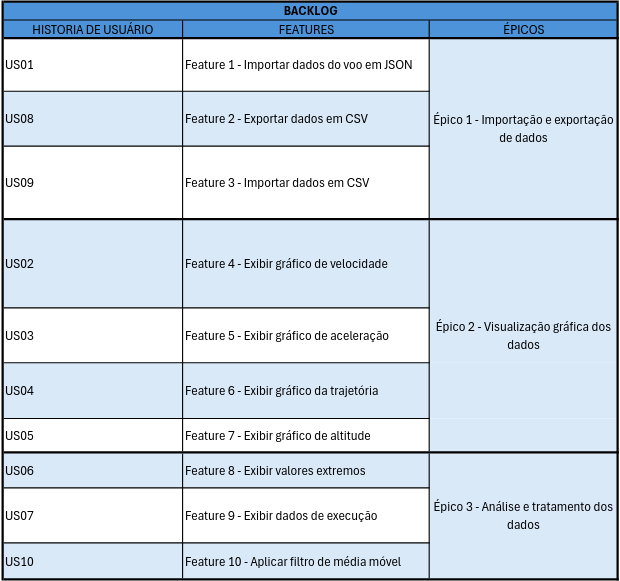 BACKLOG
HISTORIA DE USUÁRIO FEATURES ÉPICOS
US01 Feature 1 - Importar dados do voo em JSON
US08 Feature 2 - Exportar dados em CSV
US09 Feature 3 - Importar dados em CSV
Épico 1 - Importação e exportação
de dados
US02 Feature 4 - Exibir gráfico de velocidade
US03 Feature 5 - Exibir gráfico de aceleração
US04 Feature 6 - Exibir gráfico da trajetória
US05 Feature 7 - Exibir gráfico de altitude
Épico 2 - Visualização gráfica dos
dados
US06 Feature 8 - Exibir valores extremos
US07 Feature 9 - Exibir dados de execução
US10 Feature 10 - Aplicar filtro de média móvel
Épico 3 - Análise e tratamento dos
dados